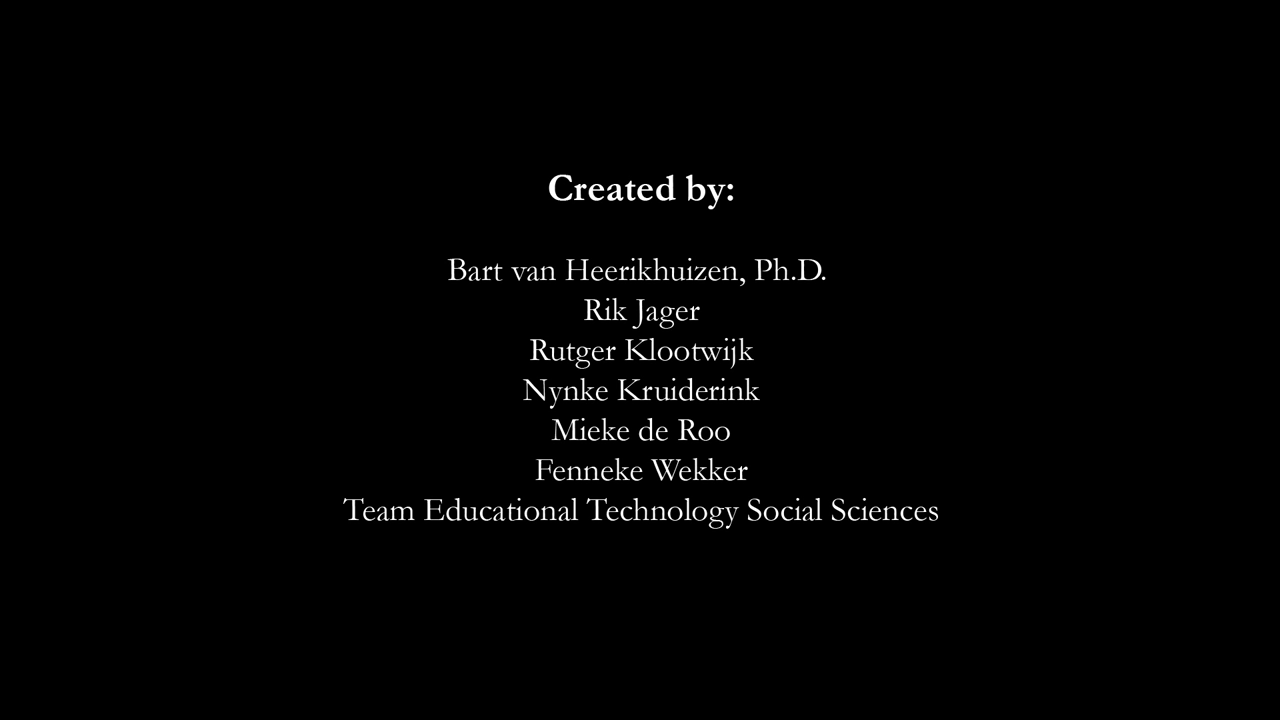 Created by:
Bart van Heerikhuizen, Ph.D.
Rik Jager
Rutger Klootwijk
Nynke Kruiderink
Mieke de Roo
Fenneke Wekker
Team Educational Technology Social Sciences